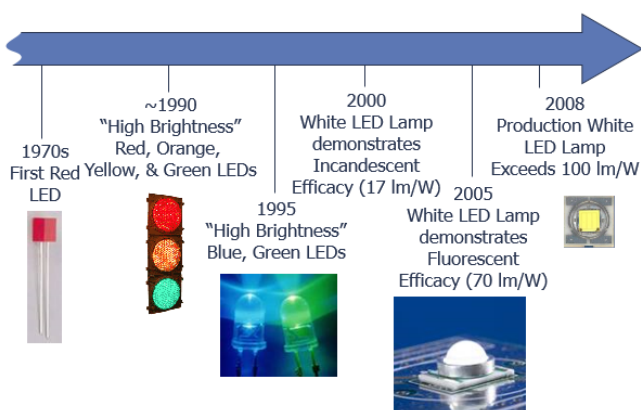 1970s
First Red
LED
~1990
“High Brightness”
Red, Orange,
Yellow, & Green LEDs
1995
“High Brightness”
Blue, Green LEDs
2000
White LED Lamp
demonstrates
Incandescent
Efficacy (17 lm/W)
2005
White LED Lamp
demonstrates
Fluorescent
Efficacy (70 lm/W)
2008
Production White
LED Lamp
Exceeds 100 lm/W